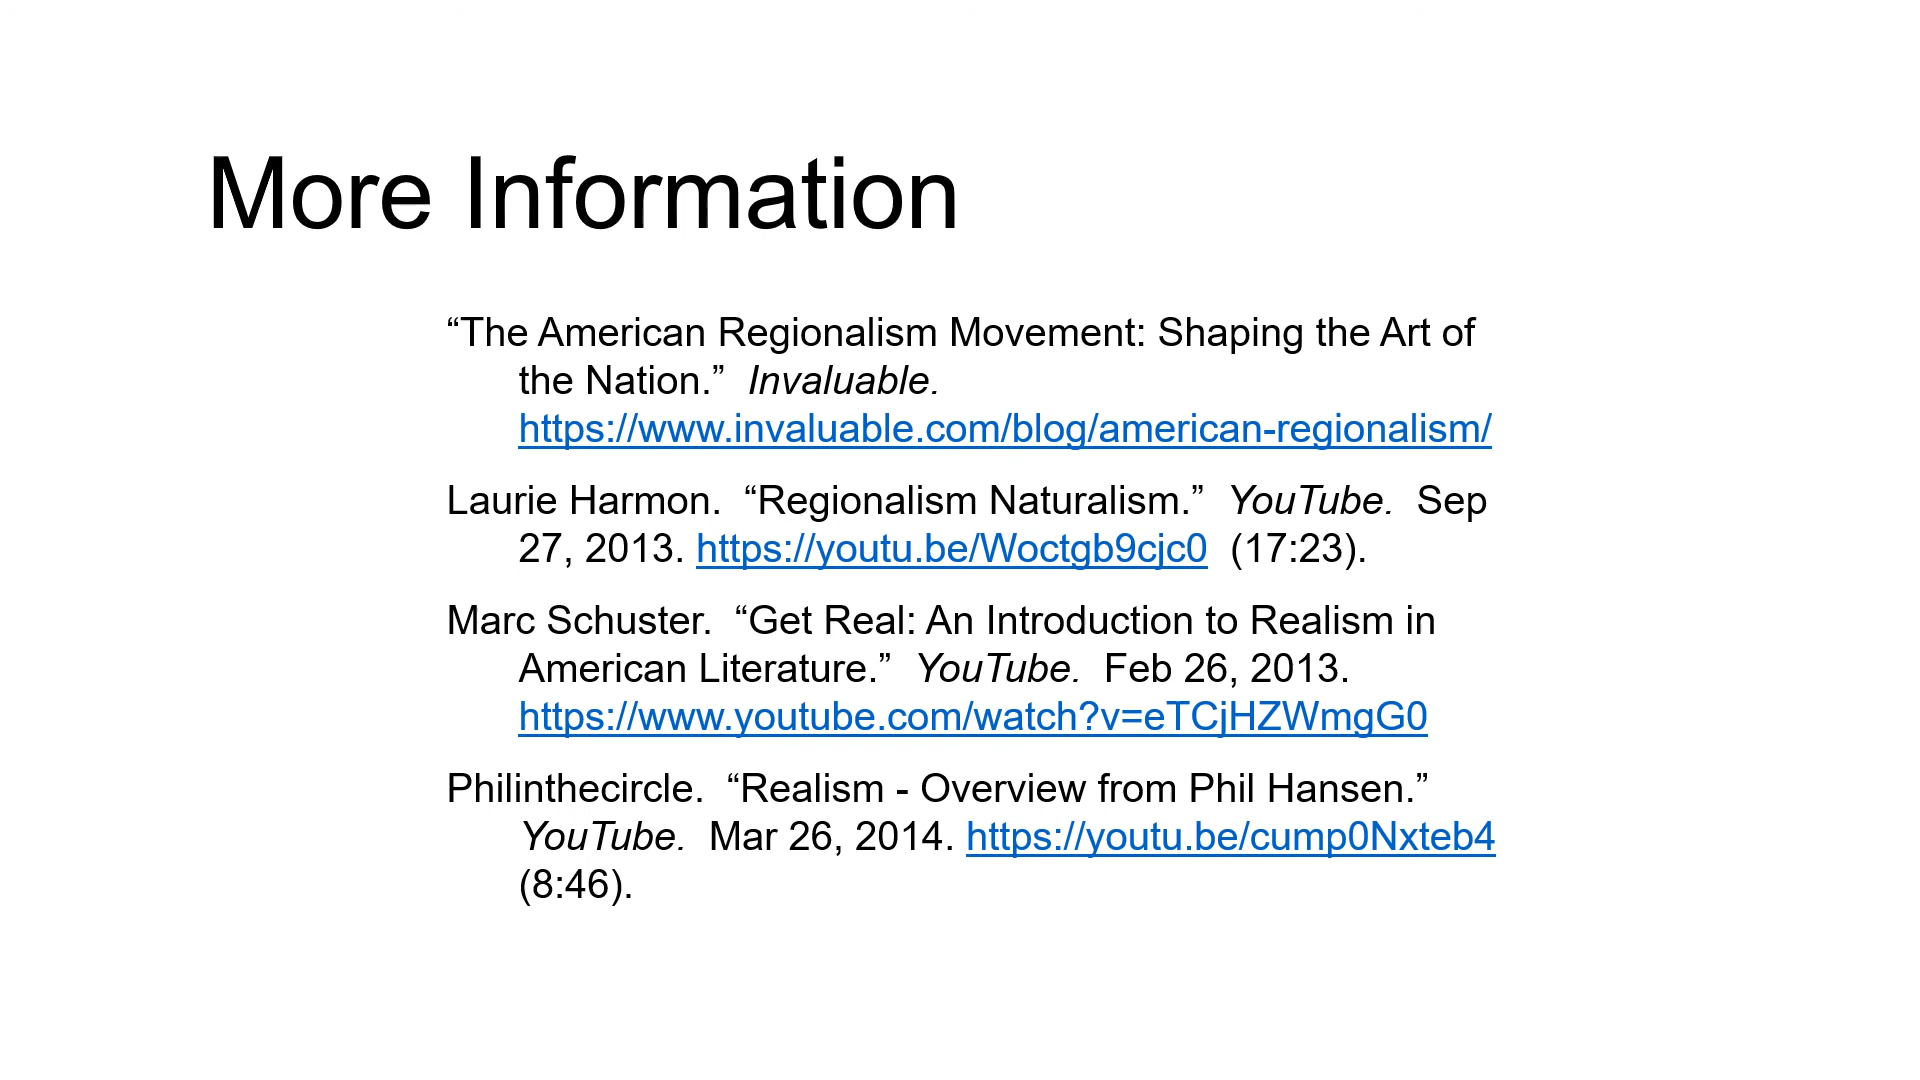 More Information
“The American Regionalism Movement: Shaping the Art of
the Nation.”  Invaluable.
https://www.invaluable.com/blog/american-regionalism/
Laurie Harmon.  “Regionalism Naturalism.”  YouTube.  Sep
27, 2013. https://youtu.be/Woctgb9cjc0  (17:23).
Marc Schuster.  “Get Real: An Introduction to Realism in
American Literature.”  YouTube.  Feb 26, 2013.
https://www.youtube.com/watch?v=eTCjHZWmgG0
Philinthecircle.  “Realism - Overview from Phil Hansen.”
YouTube.  Mar 26, 2014. https://youtu.be/cump0Nxteb4
(8:46).